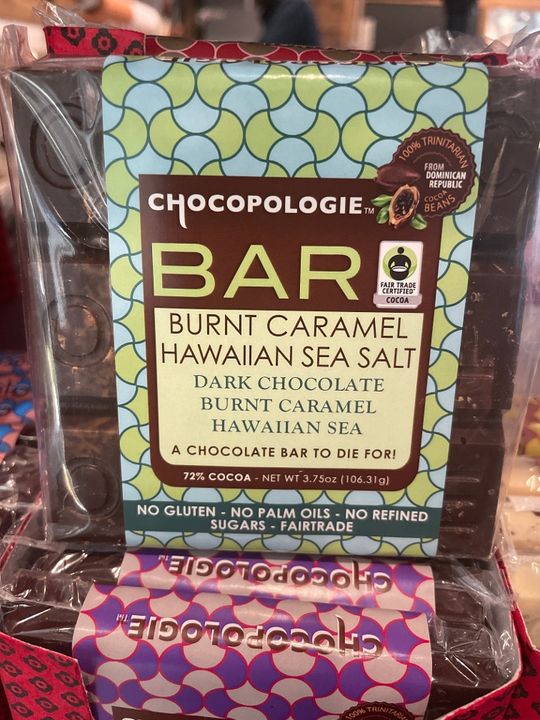 100% TRINITARIAN
FROM
DOMINICAN
REPUBLIC
COCOA
BEANS
CHOCOPOLOGIE™
BAR
FAIR TRADE
CERTIFIED
COCOA
BURNT CARAMEL
HAWAIIAN SEA SALT
DARK CHOCOLATE
BURNT CARAMEL
HAWAIIAN SEA
A CHOCOLATE BAR TO DIE FOR!
72% COCOA - NET WT 3.75oz (106.31g)
NO GLUTEN - NO PALM OILS - NO REFINED
SUGARS - FAIRTRADE
CHOCOPOLOGIE
CHOCOPOLOGIE™
100% TRINITARIAN